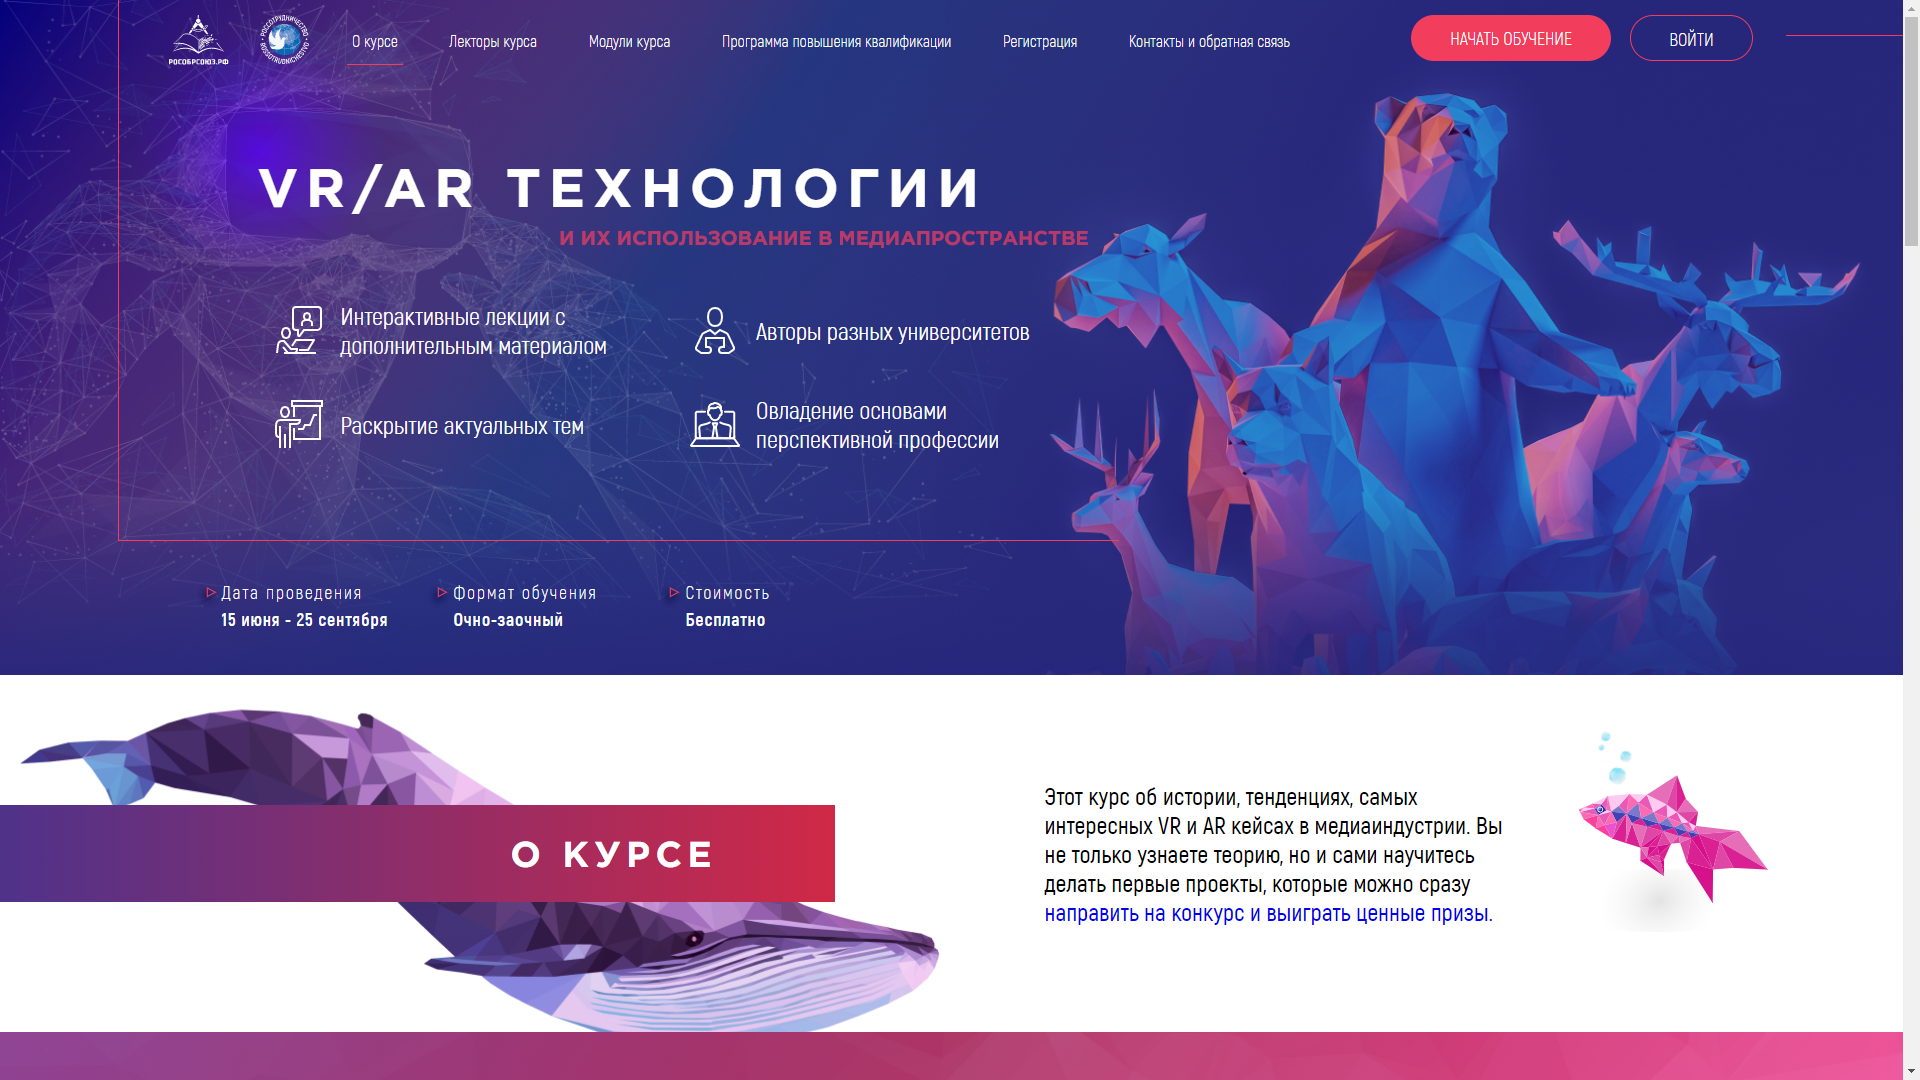 РОСОБРСОЮЗ.РФ
РОССОТРУДНИЧЕСТВО
ROSSOTRUDNICHESTVO
О курсе
Лекторы курса
Модули курса
Программа повышения квалификации
Регистрация
Контакты и обратная связь
НАЧАТЬ ОБУЧЕНИЕ
ВОЙТИ
VR/AR ТЕХНОЛОГИИ
И ИХ ИСПОЛЬЗОВАНИЕ В МЕДИАПРОСТРАНСТВЕ
Интерактивные лекции с
дополнительным материалом
Авторы разных университетов
Раскрытие актуальных тем
Овладение основами
перспективной профессии
Дата проведения
15 июня - 25 сентября
Формат обучения
Очно-заочный
Стоимость
Бесплатно
О КУРСЕ
Этот курс об истории, тенденциях, самых
интересных VR и AR кейсах в медиаиндустрии. Вы
не только узнаете теорию, но и сами научитесь
делать первые проекты, которые можно сразу
направить на конкурс и выиграть ценные призы.